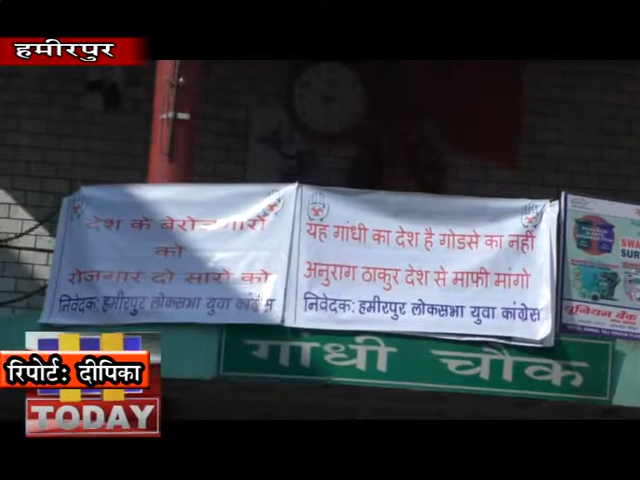 हमीरपुर
देश के बेरोजगारो
को
रोजगार दो सारो को
निवेदक: हमीरपुर लोकसभा युवा कांग्रेस
यह गांधी का देश है गोडसे का नहीं
अनुराग ठाकुर देश से माफी मांगो
निवेदक: हमीरपुर लोकसभा युवा कांग्रेस
यूनियन बैंक
गांधी चौक
रिपोर्ट: दीपिका
TODAY